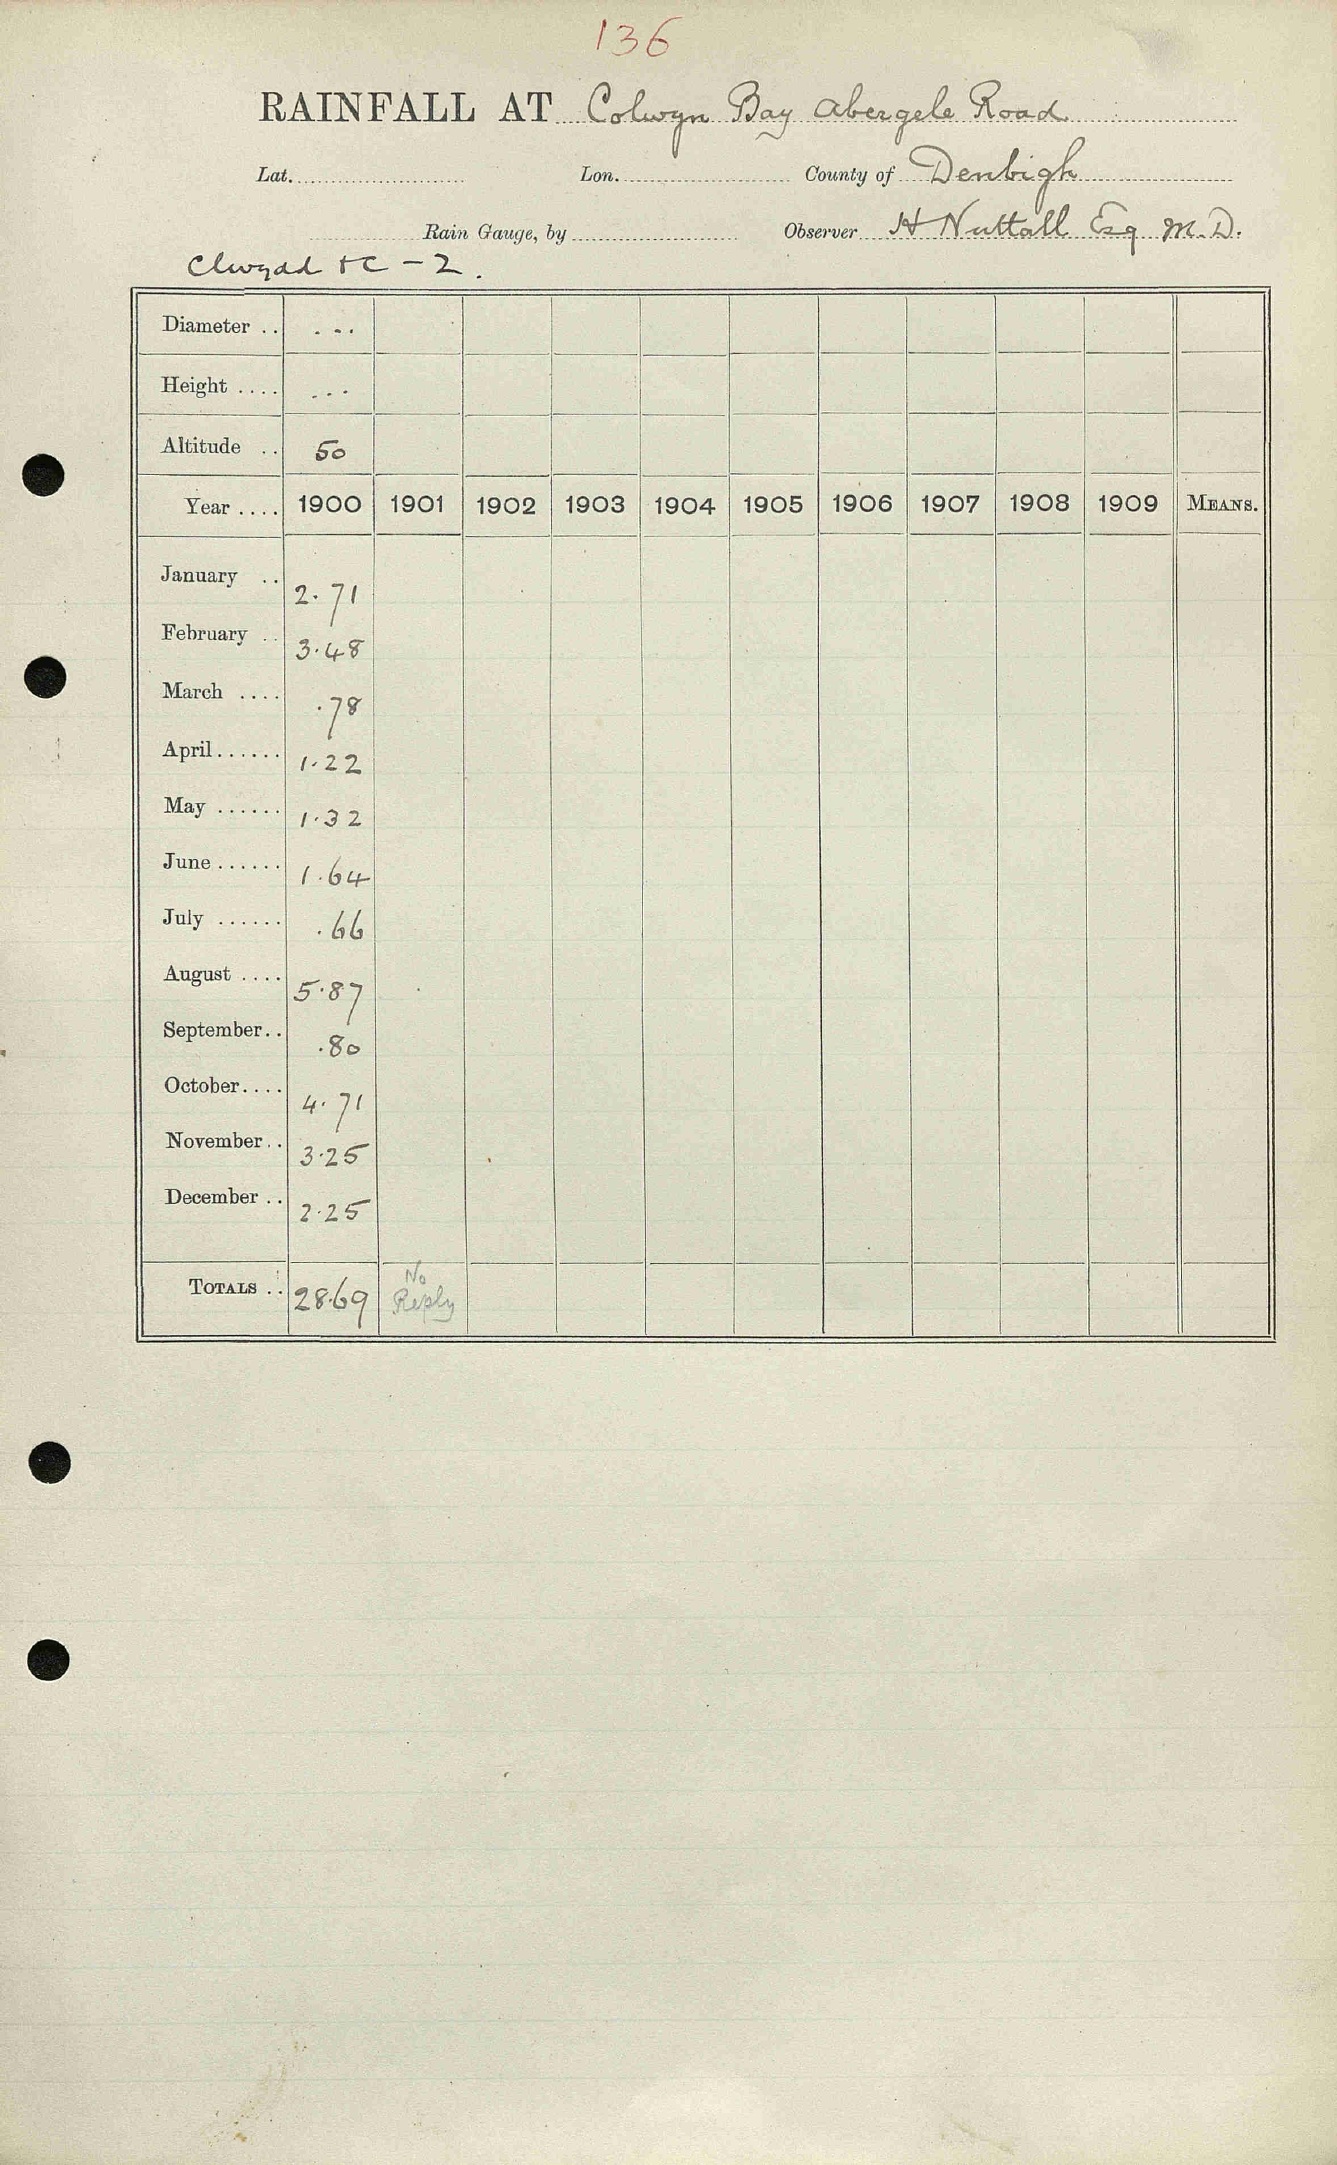 136
RAINFALL AT Colwyn Bay Abergele Road
Lat. Lon. County of Denbigh
Rain Gauge, by Observer H Nuttall Esq M.D.
Clwydd &c - 2.
Diameter .. ...
Height .... ...
Altitude .. 50
Year .... 1900 1901 1902 1903 1904 1905 1906 1907 1908 1909 MEANS.
January .. 2.71
February .. 3.48
March .... .78
April...... 1.22
May ...... 1.32
June...... 1.64
July ...... .66
August .... 5.87
September.. .80
October.... 4.71
November.. 3.25
December .. 2.25
TOTALS .. 28.69 No Reply